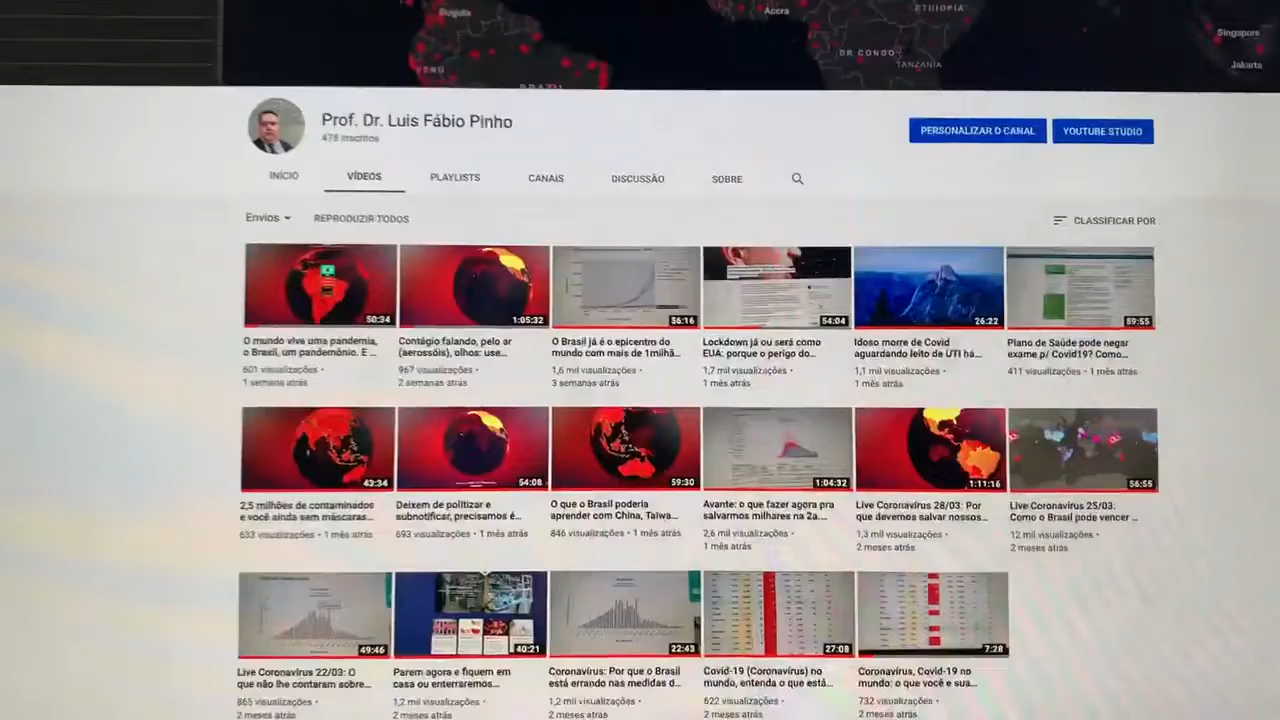 Bogota
Accra
ETHIOPIA
Singapore
DR CONGO
PERU
TANZANIA
Jakarta
BRAZIL
Prof. Dr. Luis Fábio Pinho
478 inscritos
PERSONALIZAR O CANAL
YOUTUBE STUDIO
INÍCIO
VÍDEOS
PLAYLISTS
CANAIS
DISCUSSÃO
SOBRE
Envios
REPRODUZIR TODOS
CLASSIFICAR POR
50:34
1:05:32
56:16
54:04
26:22
59:55
O mundo vive uma pandemia,
o Brasil, um pandemônio. E ...
601 visualizações •
1 semana atrás
Contágio falando, pelo ar
(aerossóis), olhos: use...
967 visualizações •
2 semanas atrás
O Brasil já é o epicentro do
mundo com mais de 1milhã...
1,6 mil visualizações •
3 semanas atrás
Lockdown já ou será como
EUA: porque o perigo do...
1,7 mil visualizações •
1 mês atrás
Idoso morre de Covid
aguardando leito de UTI há...
1,1 mil visualizações •
1 mês atrás
Plano de Saúde pode negar
exame p/ Covid19? Como...
411 visualizações • 1 mês atrás
43:34
54:08
59:30
1:04:32
1:11:16
56:55
2,5 milhões de contaminados
e você ainda sem máscaras...
633 visualizações • 1 mês atrás
Deixem de politizar e
subnotificar, precisamos é...
693 visualizações • 1 mês atrás
O que o Brasil poderia
aprender com China, Taiwa...
846 visualizações • 1 mês atrás
Avante: o que fazer agora pra
salvarmos milhares na 2a....
2,6 mil visualizações •
1 mês atrás
Live Coronavírus 28/03: Por
que devemos salvar nossos...
1,3 mil visualizações •
2 meses atrás
Live Coronavírus 25/03:
Como o Brasil pode vencer ...
12 mil visualizações •
2 meses atrás
49:46
40:21
22:43
27:08
7:28
Live Coronavírus 22/03: O
que não lhe contaram sobre...
865 visualizações •
2 meses atrás
Parem agora e fiquem em
casa ou enterraremos...
1,2 mil visualizações •
2 meses atrás
Coronavírus: Por que o Brasil
está errando nas medidas d...
1,2 mil visualizações •
2 meses atrás
Covid-19 (Coronavírus) no
mundo, entenda o que está...
622 visualizações •
2 meses atrás
Coronavírus, Covid-19 no
mundo: o que você e sua...
732 visualizações •
2 meses atrás